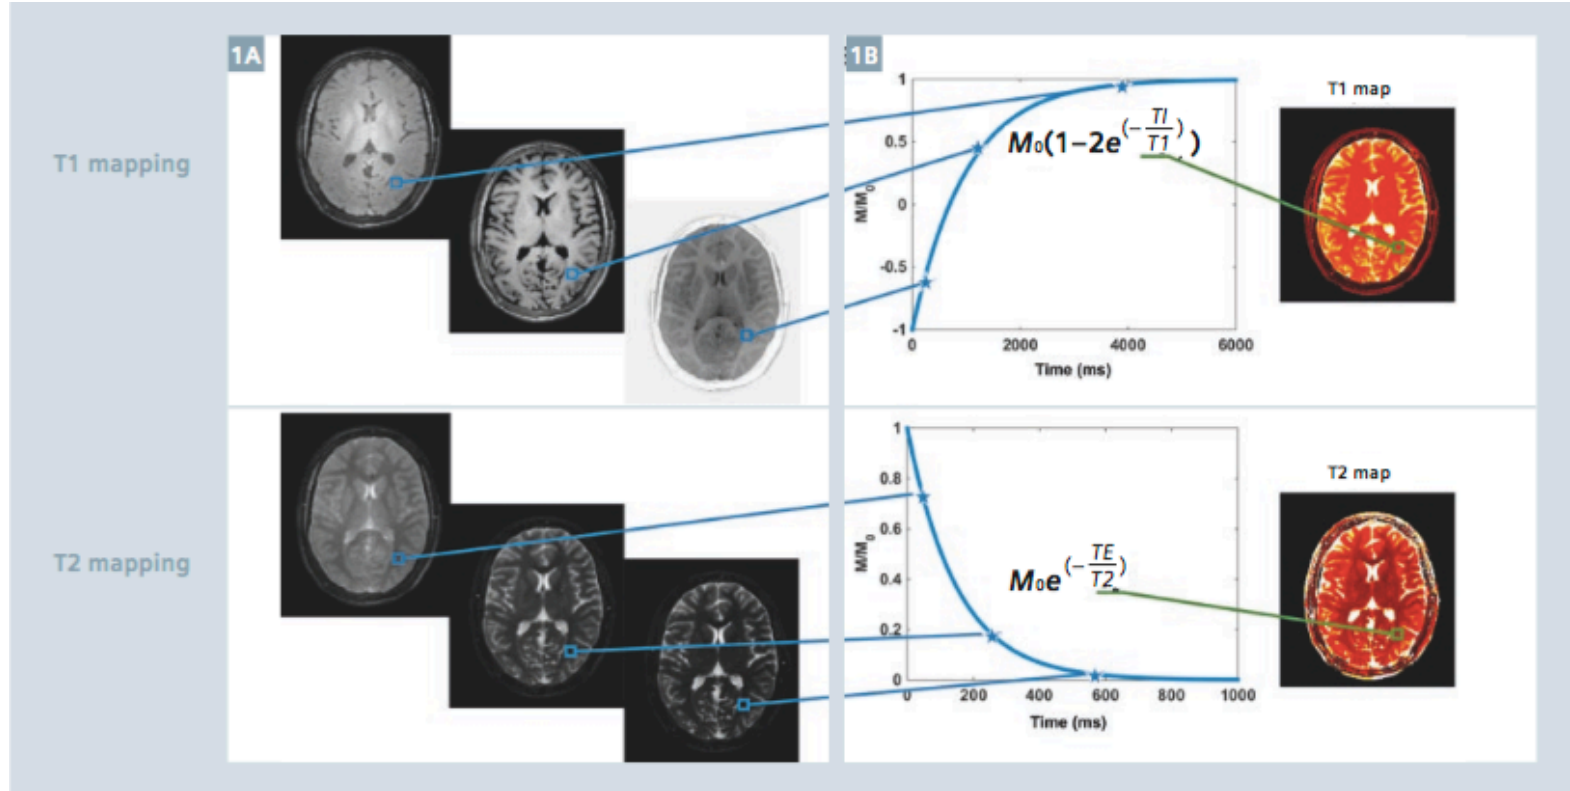 1A
1B
T1 mapping
1
0.5
0
-0.5
-1
M/M0
0
2000
4000
6000
Time (ms)
M0(1-2e(-TI/T1))
T1 map
T2 mapping
1
0.8
0.6
0.4
0.2
0
M/M0
0
200
400
600
800
1000
Time (ms)
M0e(-TE/T2)
T2 map